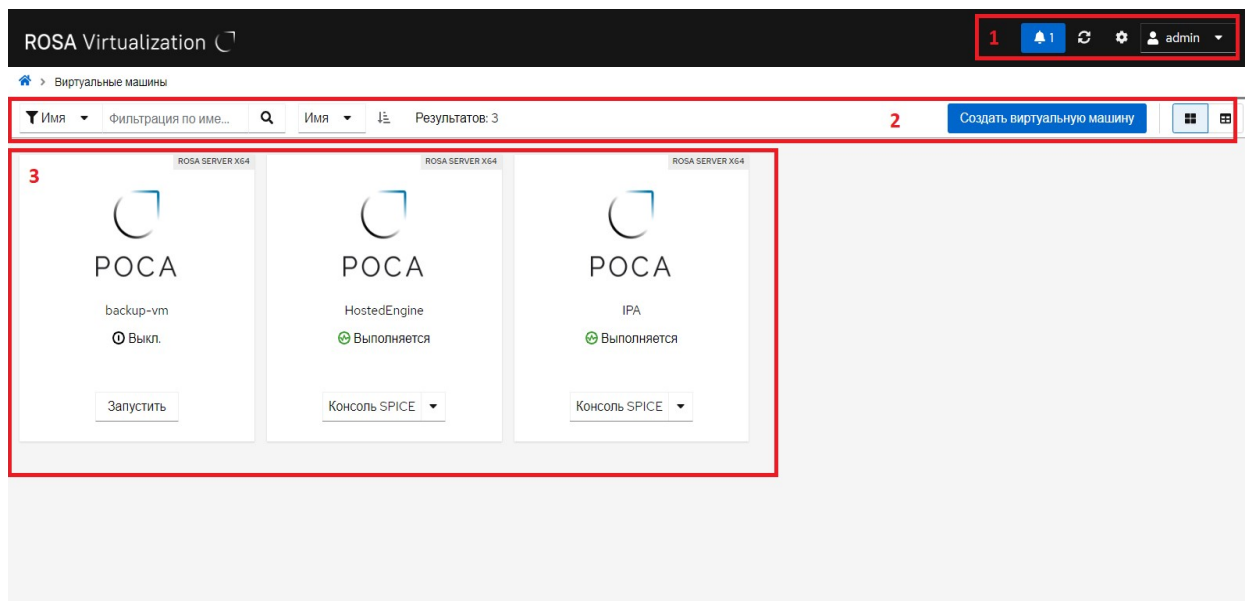 ROSA Virtualization
1
1
admin
Виртуальные машины
Имя
Фильтрация по име...
Имя
Результатов: 3
2
Создать виртуальную машину
3
ROSA SERVER X64
ROSA SERVER X64
ROSA SERVER X64
РОСА
РОСА
РОСА
backup-vm
HostedEngine
IPA
Выкл.
Выполняется
Выполняется
Запустить
Консоль SPICE
Консоль SPICE